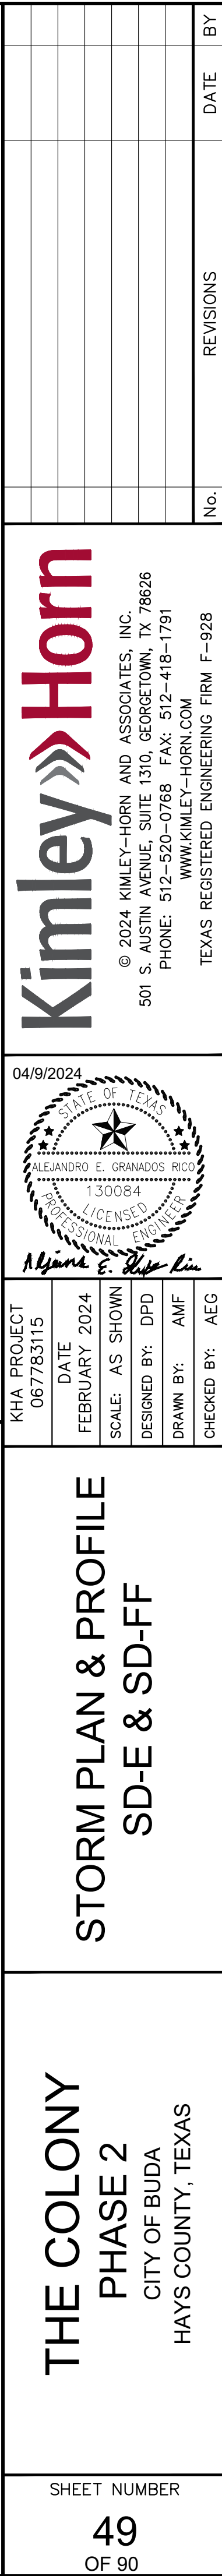 No. REVISIONS DATE BY
Kimley»Horn
© 2024 KIMLEY-HORN AND ASSOCIATES, INC.
501 S. AUSTIN AVENUE, SUITE 1310, GEORGETOWN, TX 78626
PHONE: 512-520-0768 FAX: 512-418-1791
WWW.KIMLEY-HORN.COM
TEXAS REGISTERED ENGINEERING FIRM F-928
04/9/2024
STATE OF TEXAS
ALEJANDRO E. GRANADOS RICO
130084
LICENSED
PROFESSIONAL ENGINEER
KHA PROJECT
067783115
DATE
FEBRUARY 2024
SCALE: AS SHOWN
DESIGNED BY: DPD
DRAWN BY: AMF
CHECKED BY: AEG
STORM PLAN & PROFILE
SD-E & SD-FF
THE COLONY
PHASE 2
CITY OF BUDA
HAYS COUNTY, TEXAS
SHEET NUMBER
49
OF 90